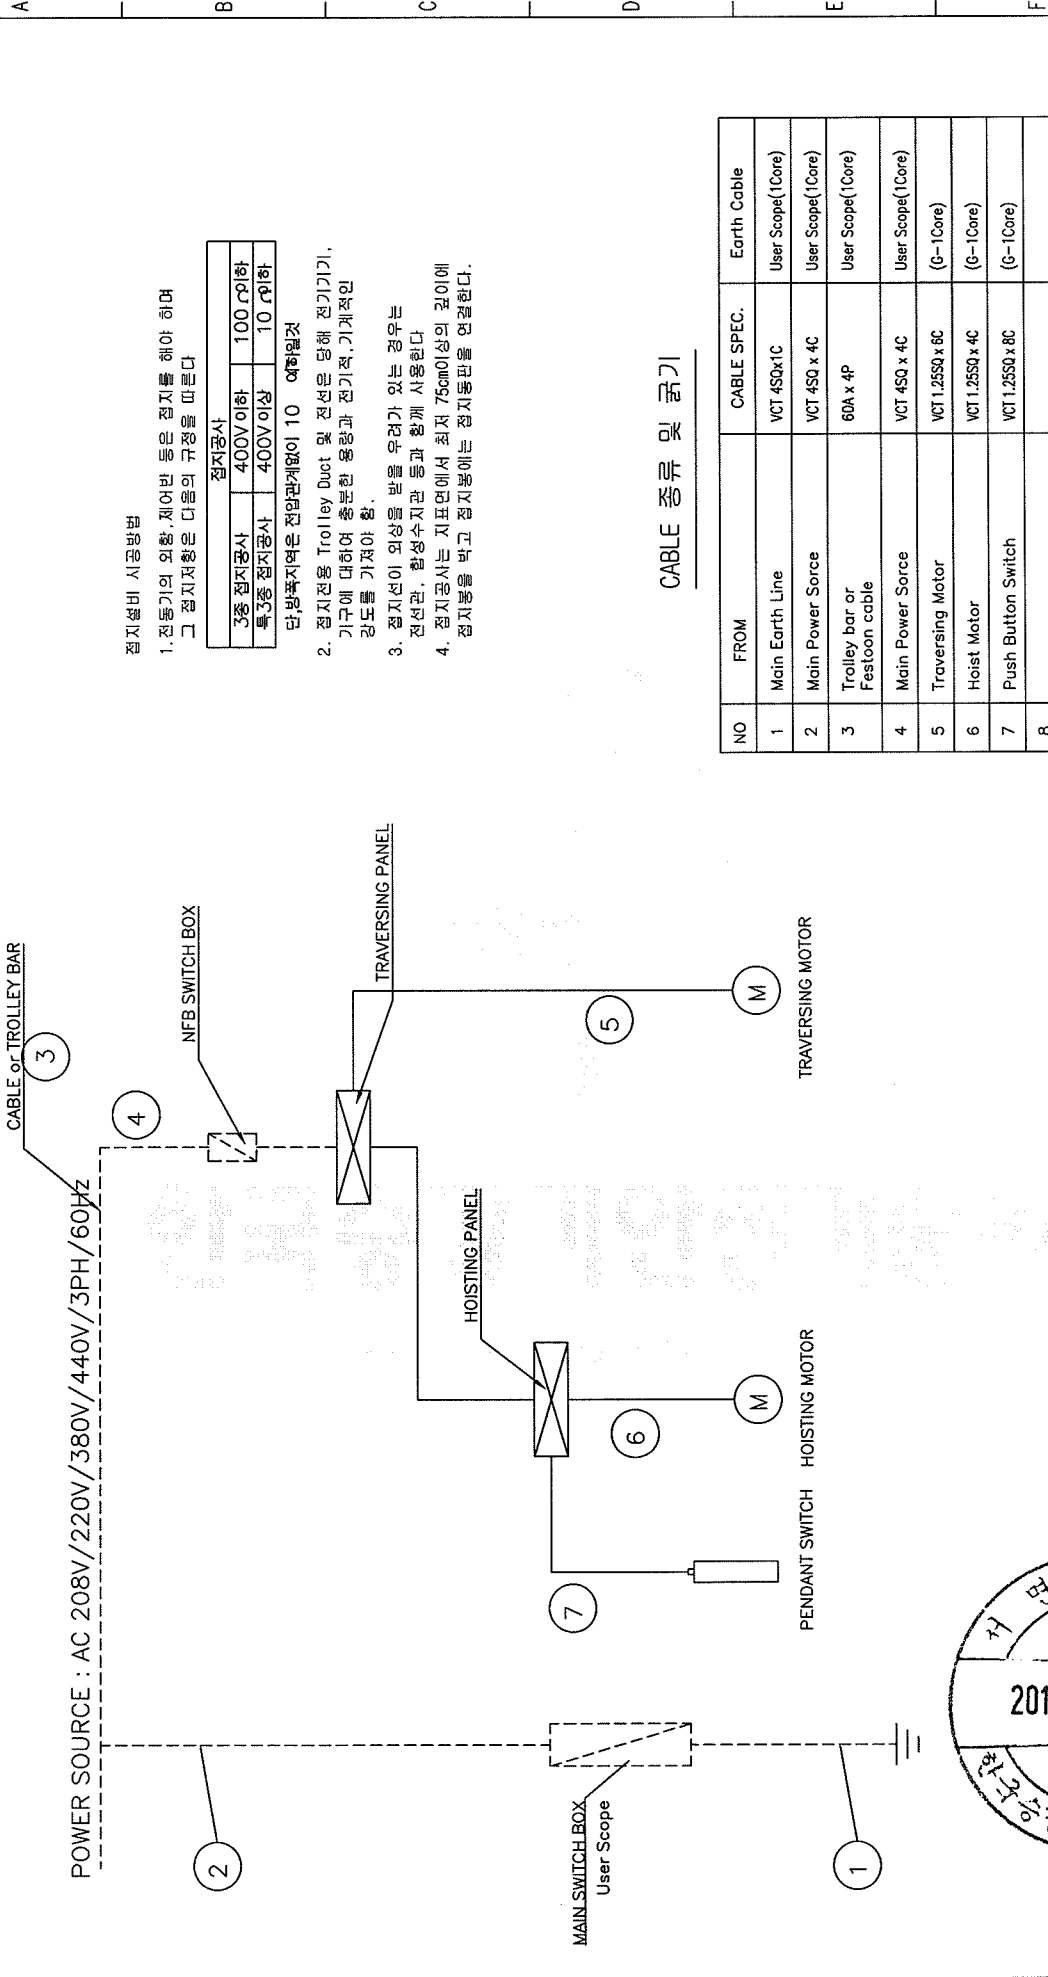 A
B
C
D
E
F
CABLE or TROLLEY BAR
3
POWER SOURCE : AC 208V/220V/380V/440V/3PH/60Hz
4
NFB SWITCH BOX
TRAVERSING PANEL
HOISTING PANEL
2
5
6
7
MAIN SWITCH BOX
User Scope
1
M
M
PENDANT SWITCH
HOISTING MOTOR
TRAVERSING MOTOR
접지설비 시공방법
1.전동기의 외함,제어반 등은 접지를 해야 하며
그 접지저항은 다음의 규정을 따른다
접지공사
3종 접지공사 400V이하 100 이하
특3종 접지공사 400V이상 10 이하
단,방폭지역은 전압관계없이 10 이하일것
2. 접지전용 Trolley Duct 및 전선은 당해 전기기기,
기구에 대하여 충분한 용량과 전기적,기계적인
강도를 가져야 함.
3. 접지선이 외상을 받을 우려가 있는 경우는
전선관, 합성수지관 등과 함께 사용한다
4. 접지공사는 지표면에서 최저 75cm이상의 깊이에
접지봉을 박고 접지봉에는 접지동판을 연결한다.
CABLE 종류 및 굵기
NO FROM CABLE SPEC. Earth Cable
1 Main Earth Line VCT 4SQx1C User Scope(1Core)
2 Main Power Sorce VCT 4SQ x 4C User Scope(1Core)
3 Trolley bar or Festoon cable 60A x 4P User Scope(1Core)
4 Main Power Sorce VCT 4SQ x 4C User Scope(1Core)
5 Traversing Motor VCT 1.25SQ x 6C (G-1Core)
6 Hoist Motor VCT 1.25SQ x 4C (G-1Core)
7 Push Button Switch VCT 1.25SQ x 8C (G-1Core)
8
201